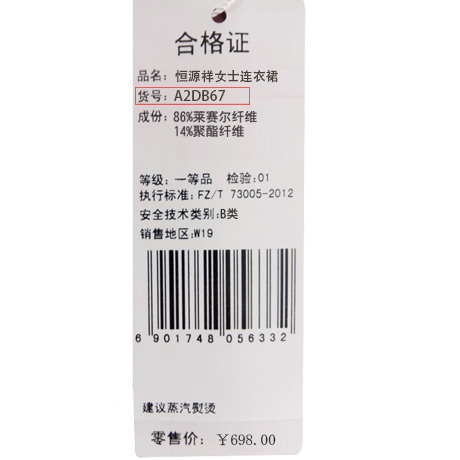 合格证
品名：恒源祥女士连衣裙
货号：A2DB67
成份：86%莱赛尔纤维
14%聚酯纤维
等级：一等品 检验:01
执行标准:FZ/T 73005-2012
安全技术类别:B类
销售地区:W19
6 901748 056332
建议蒸汽熨烫
零售价：￥698.00